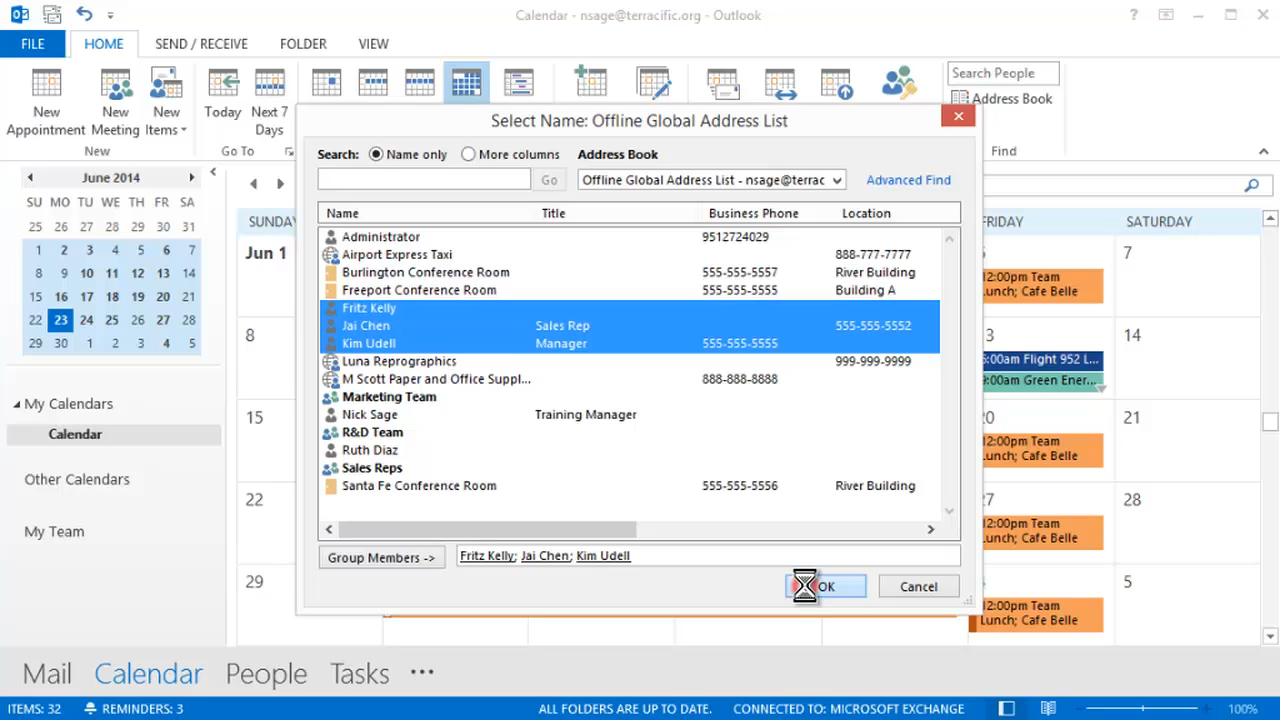 Calendar - nsage@terracific.org - Outlook
?
FILE HOME SEND / RECEIVE FOLDER VIEW
New Appointment
New Meeting
New Items
Today
Next 7 Days
Search People
Address Book
New
Go To
Find
June 2014
SU MO TU WE TH FR SA
25 26 27 28 29 30 31
1 2 3 4 5 6 7
8 9 10 11 12 13 14
15 16 17 18 19 20 21
22 23 24 25 26 27 28
29 30 1 2 3 4 5
My Calendars
Calendar
Other Calendars
My Team
SUNDAY
FRIDAY
SATURDAY
Jun 1
7
12:00pm Team
Lunch; Cafe Belle
8
3
14
6:00am Flight 952 L...
9:00am Green Ener...
15
20
21
12:00pm Team
Lunch; Cafe Belle
22
27
28
12:00pm Team
Lunch; Cafe Belle
29
5
12:00pm Team
Lunch; Cafe Belle
Select Name: Offline Global Address List
Search: Name only More columns Address Book
Go
Offline Global Address List - nsage@terrac
Advanced Find
Name Title Business Phone Location
Administrator 9512724029
Airport Express Taxi 888-777-7777
Burlington Conference Room 555-555-5557 River Building
Freeport Conference Room 555-555-5555 Building A
Fritz Kelly
Jai Chen Sales Rep 555-555-5552
Kim Udell Manager 555-555-5555
Luna Reprographics 999-999-9999
M Scott Paper and Office Suppl... 888-888-8888
Marketing Team
Nick Sage Training Manager
R&D Team
Ruth Diaz
Sales Reps
Santa Fe Conference Room 555-555-5556 River Building
Group Members -> Fritz Kelly; Jai Chen; Kim Udell
OK Cancel
Mail Calendar People Tasks •••
ITEMS: 32 REMINDERS: 3 ALL FOLDERS ARE UP TO DATE. CONNECTED TO: MICROSOFT EXCHANGE 100%